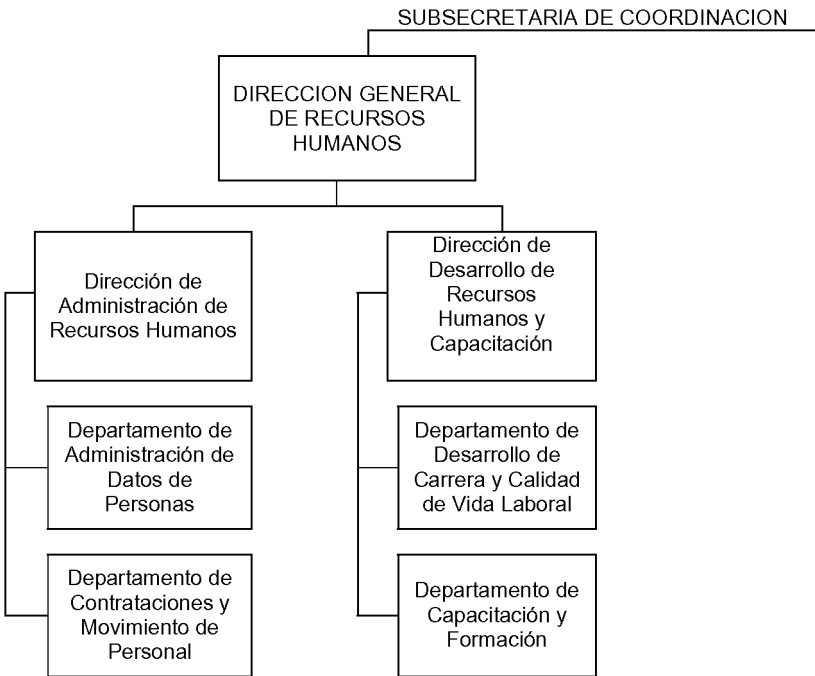 SUBSECRETARIA DE COORDINACION
DIRECCION GENERAL
DE RECURSOS
HUMANOS
Dirección de
Administración de
Recursos Humanos
Dirección de
Desarrollo de
Recursos
Humanos y
Capacitación
Departamento de
Administración de
Datos de
Personas
Departamento de
Desarrollo de
Carrera y Calidad
de Vida Laboral
Departamento de
Contrataciones y
Movimiento de
Personal
Departamento de
Capacitación y
Formación